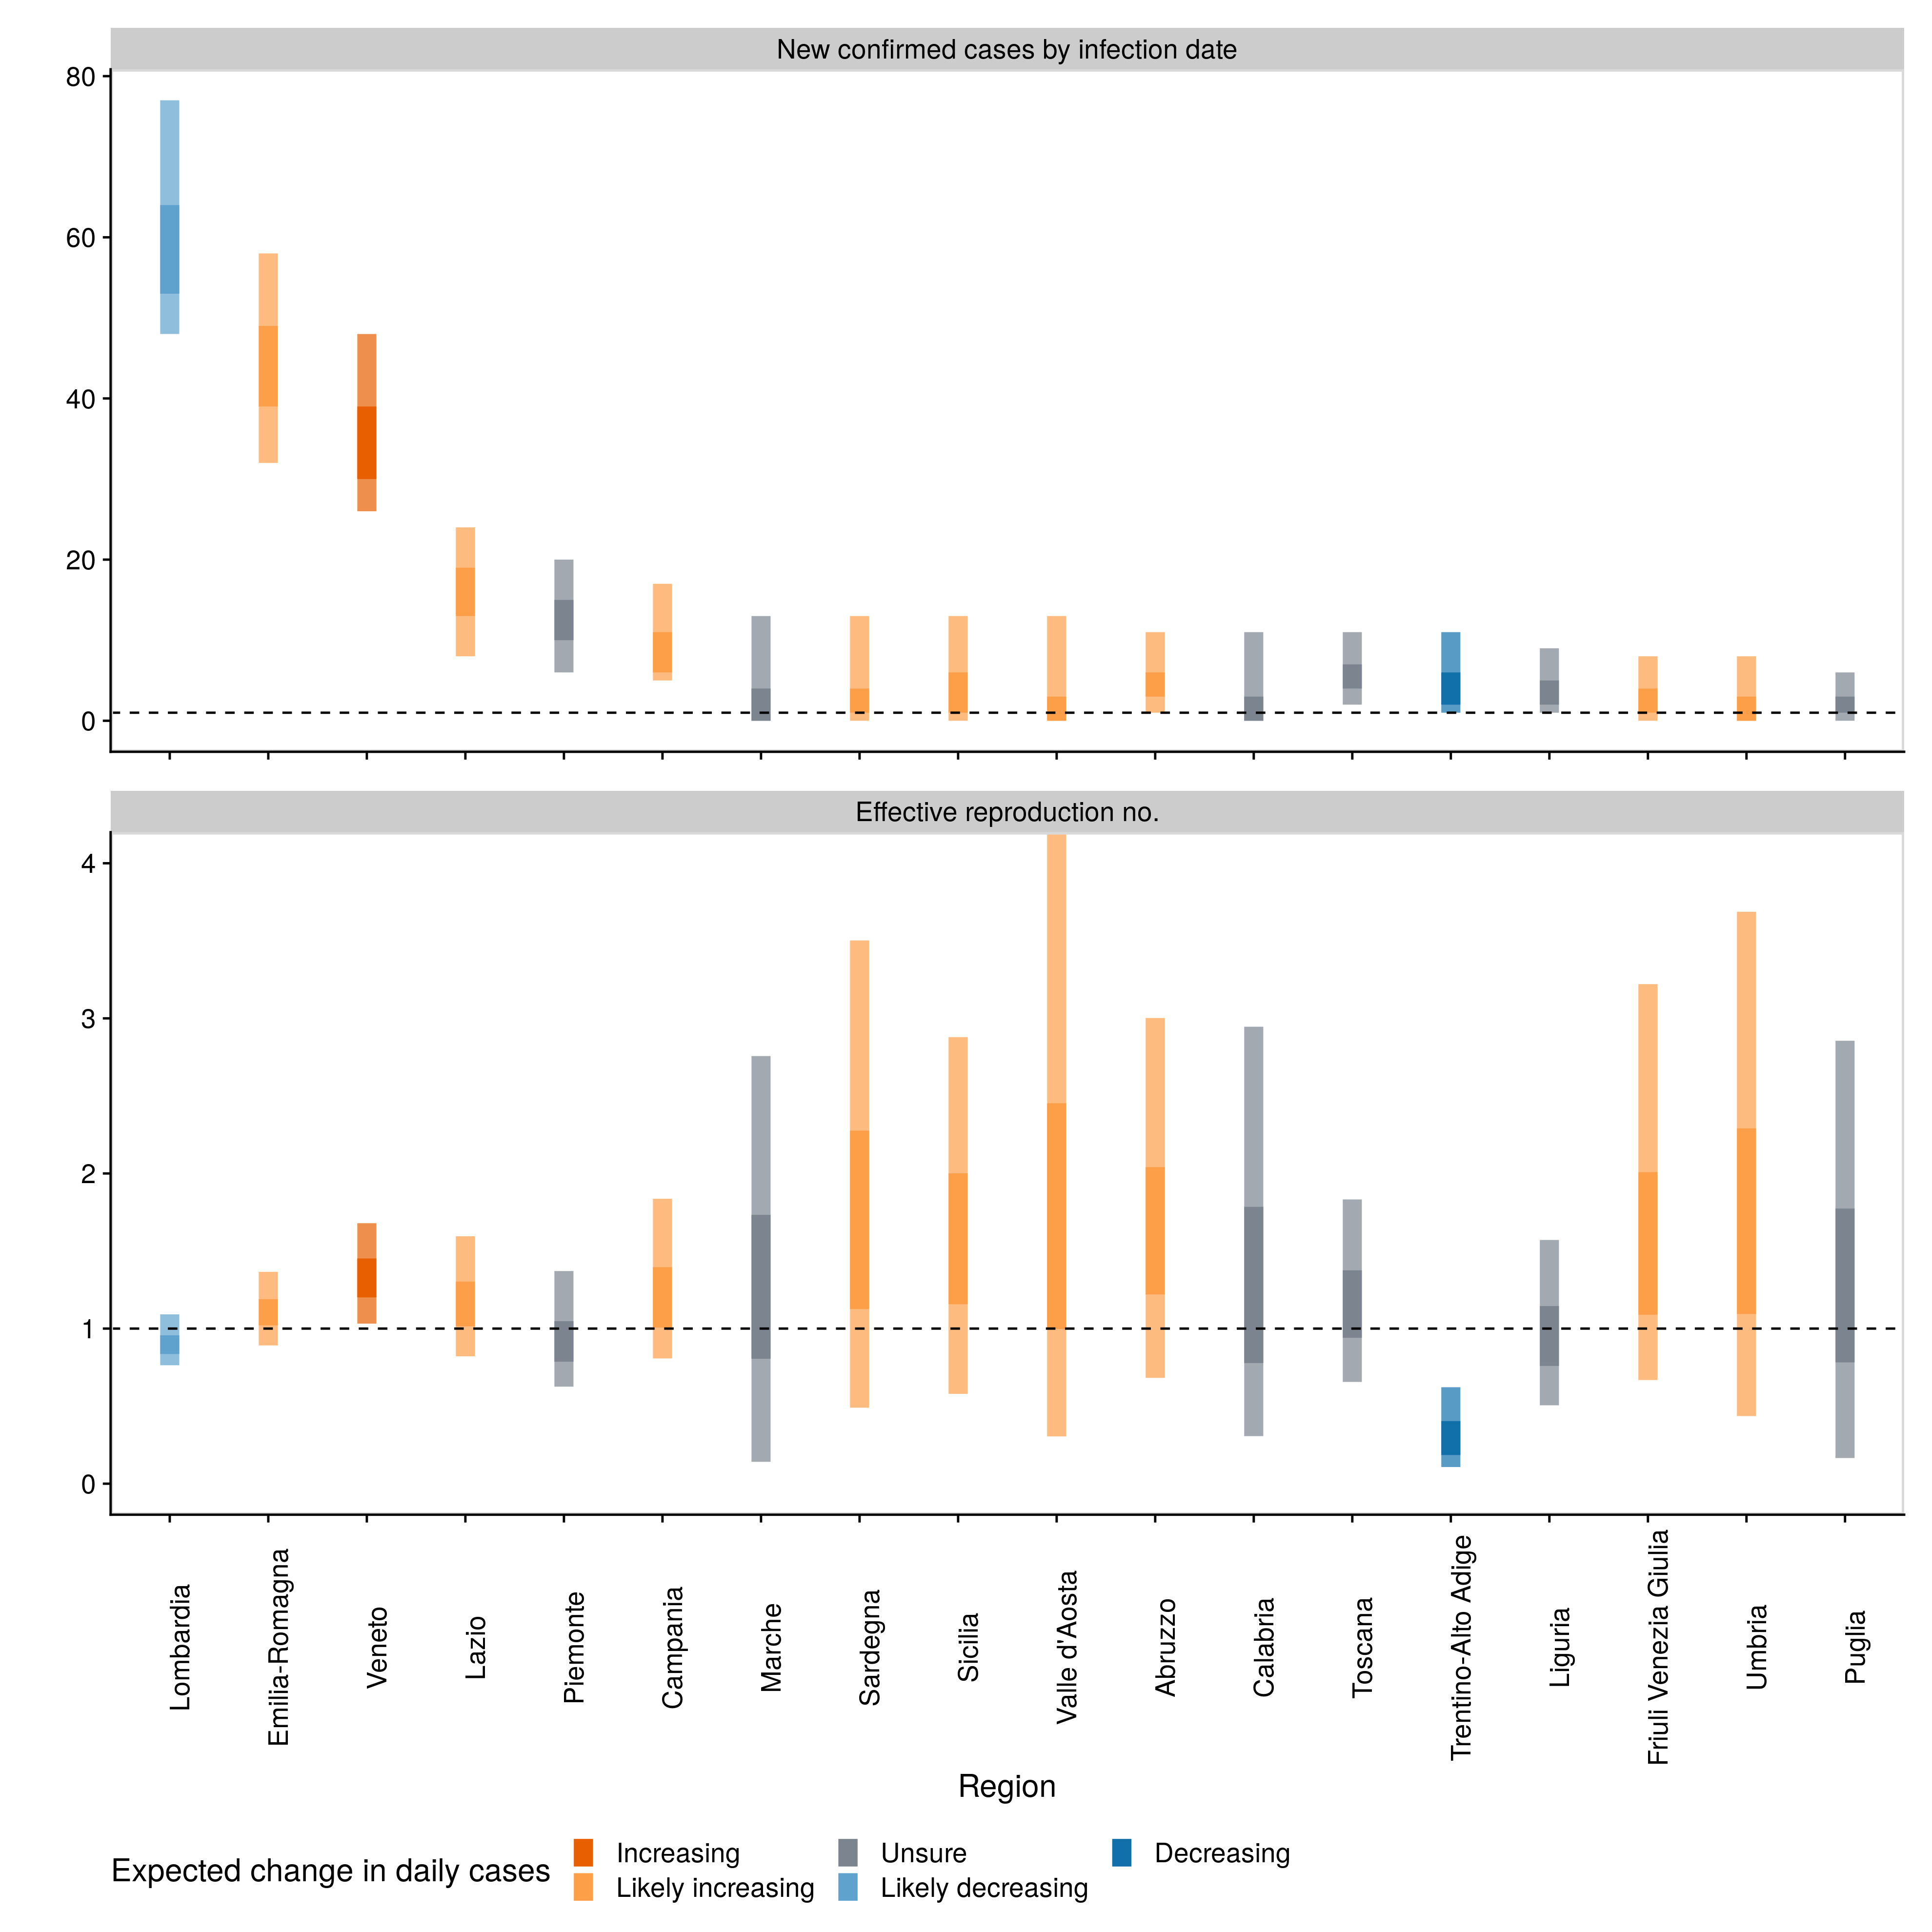 New confirmed cases by infection date
80
60
40
20
0
Effective reproduction no.
4
3
2
1
0
Lombardia
Emilia-Romagna
Veneto
Lazio
Piemonte
Campania
Marche
Sardegna
Sicilia
Valle d'Aosta
Abruzzo
Calabria
Toscana
Trentino-Alto Adige
Liguria
Friuli Venezia Giulia
Umbria
Puglia
Region
Expected change in daily cases
Increasing
Unsure
Decreasing
Likely increasing
Likely decreasing